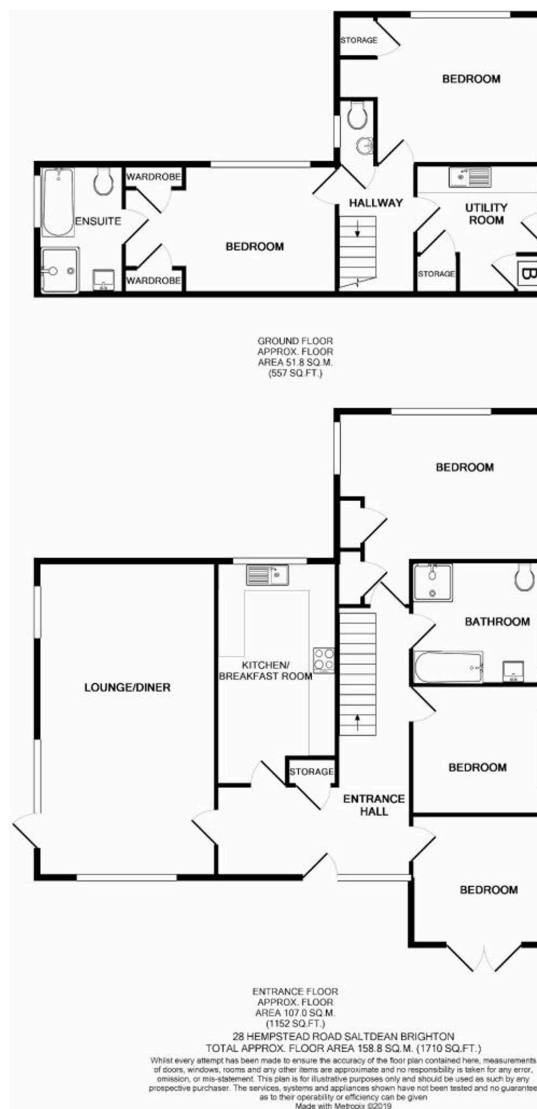 STORAGE
BEDROOM
WARDROBE
ENSUITE
BEDROOM
HALLWAY
UTILITY
ROOM
WARDROBE
STORAGE
B
GROUND FLOOR
APPROX. FLOOR
AREA 51.8 SQ.M.
(557 SQ.FT.)
BEDROOM
BATHROOM
KITCHEN/
BREAKFAST ROOM
LOUNGE/DINER
BEDROOM
STORAGE
ENTRANCE
HALL
BEDROOM
ENTRANCE FLOOR
APPROX. FLOOR
AREA 107.0 SQ.M.
(1152 SQ.FT.)
28 HEMPSTEAD ROAD SALTDEAN BRIGHTON
TOTAL APPROX. FLOOR AREA 158.8 SQ.M. (1710 SQ.FT.)
Whilst every attempt has been made to ensure the accuracy of the floor plan contained here, measurements
of doors, windows, rooms and any other items are approximate and no responsibility is taken for any error,
omission, or mis-statement. This plan is for illustrative purposes only and should be used as such by any
prospective purchaser. The services, systems and appliances shown have not been tested and no guarantee
as to their operability or efficiency can be given
Made with Metropix ©2019